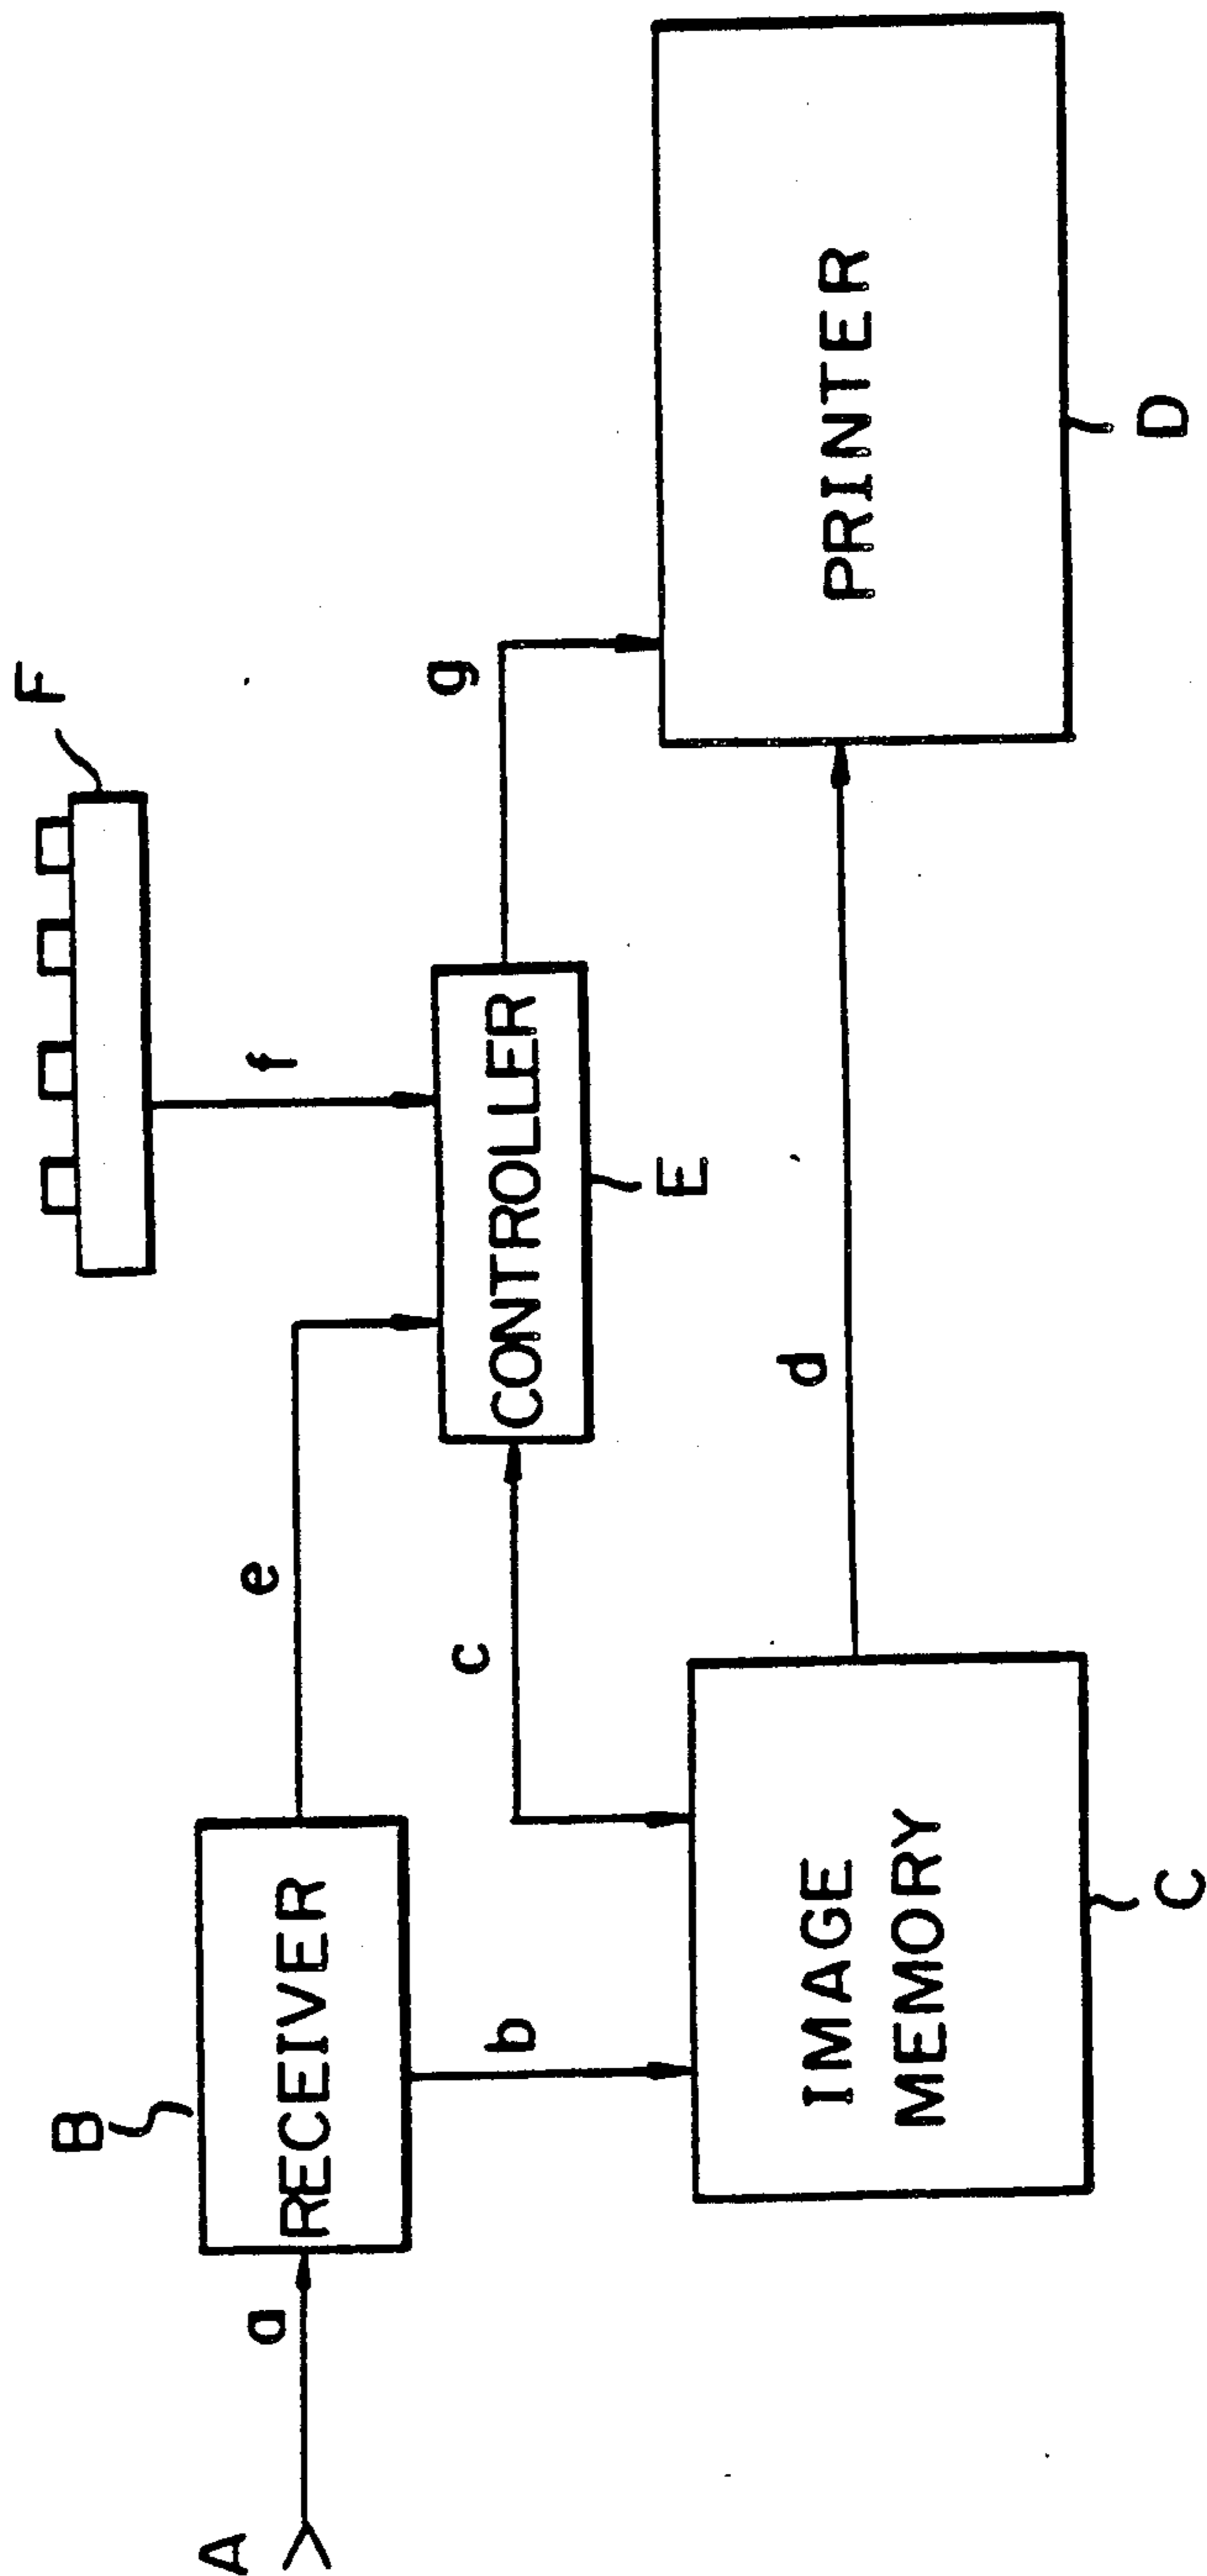 F
B
A
a
RECEIVER
e
f
b
c
CONTROLLER
g
E
IMAGE
MEMORY
d
PRINTER
C
D